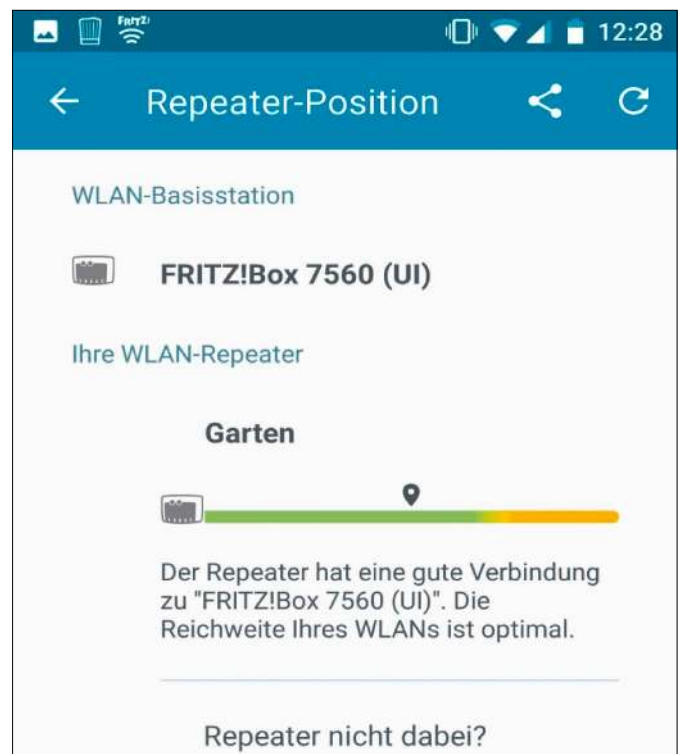 FRITZ!
12:28
Repeater-Position
WLAN-Basisstation
FRITZ!Box 7560 (UI)
Ihre WLAN-Repeater
Garten
Der Repeater hat eine gute Verbindung
zu "FRITZ!Box 7560 (UI)". Die
Reichweite Ihres WLANs ist optimal.
Repeater nicht dabei?